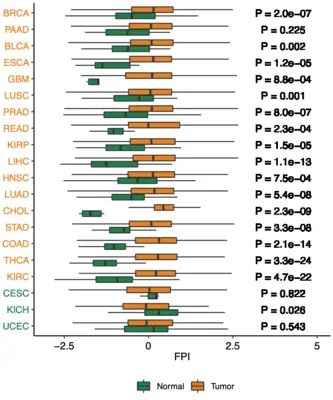 BRCA P = 2.0e-07
PAAD P = 0.225
BLCA P = 0.002
ESCA P = 1.2e-05
GBM P = 8.8e-04
LUSC P = 0.001
PRAD P = 8.0e-07
READ P = 2.3e-04
KIRP P = 1.5e-05
LIHC P = 1.1e-13
HNSC P = 7.5e-04
LUAD P = 5.4e-08
CHOL P = 2.3e-09
STAD P = 3.3e-08
COAD P = 2.1e-14
THCA P = 3.3e-24
KIRC P = 4.7e-22
CESC P = 0.822
KICH P = 0.026
UCEC P = 0.543
-2.5 0 2.5 5
FPI
Normal Tumor